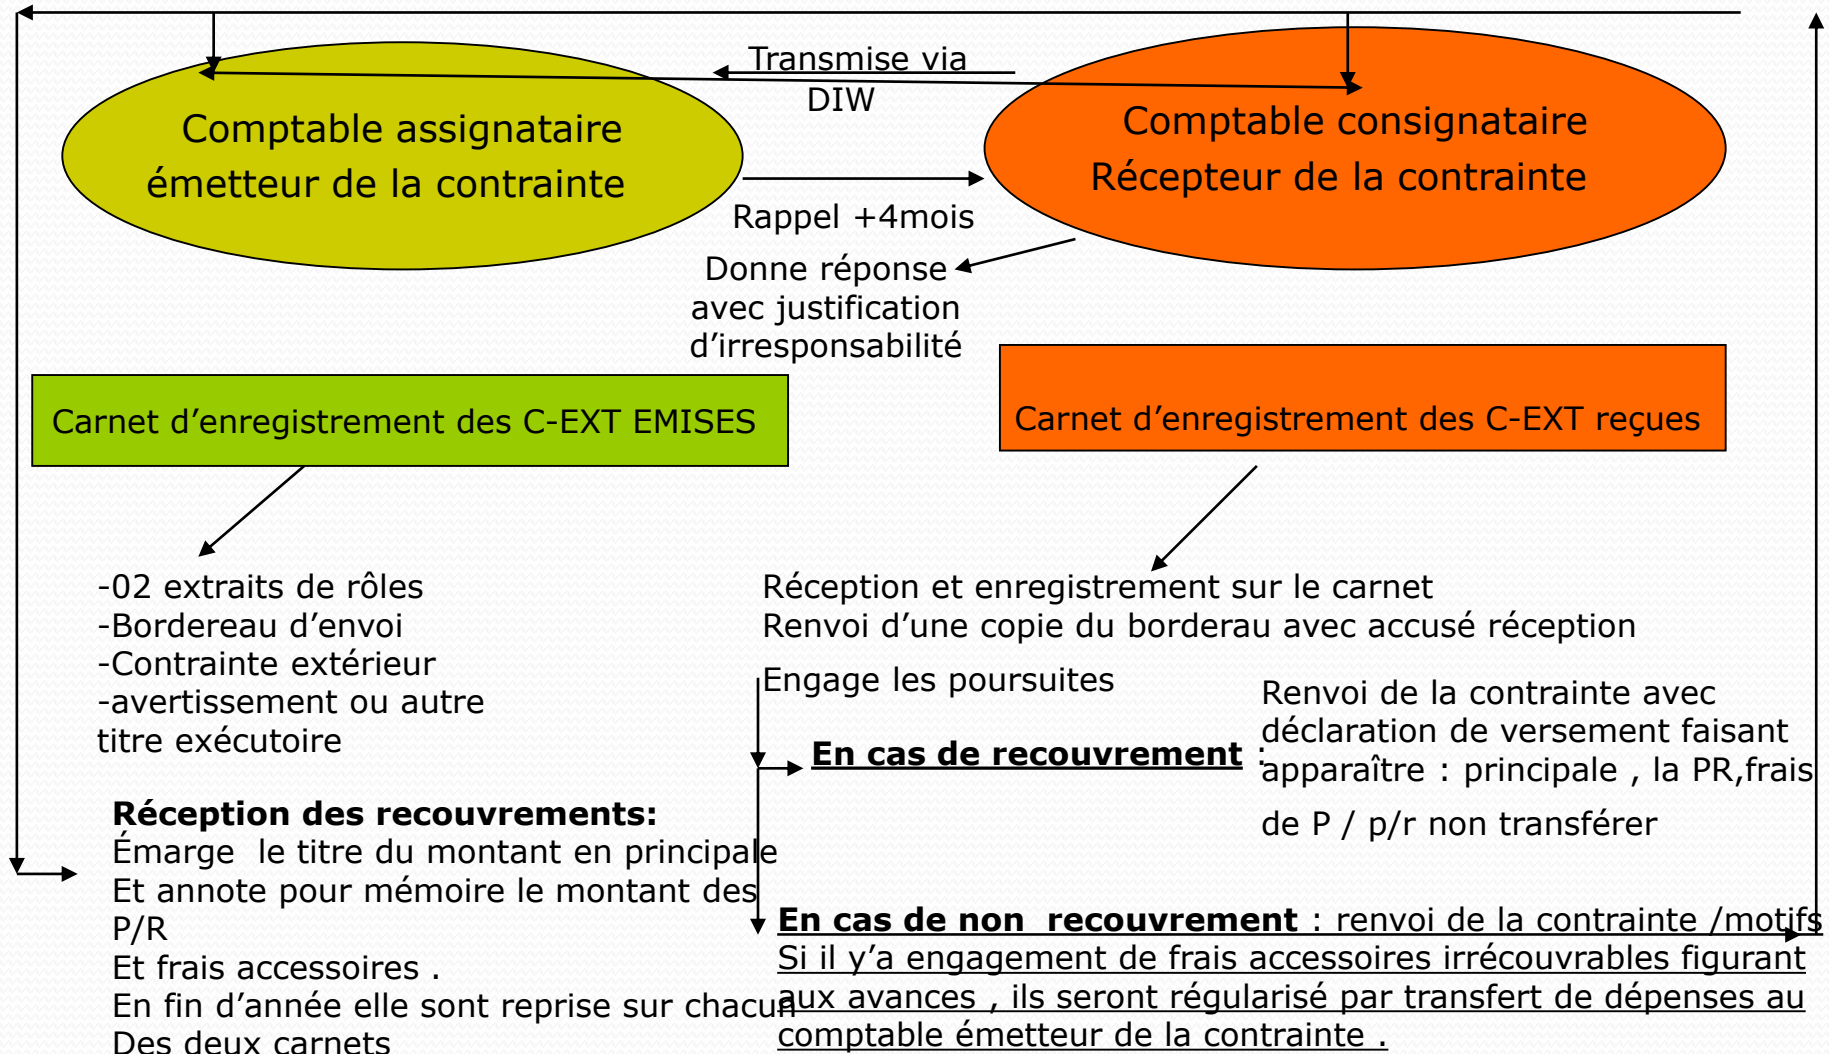 Transmise via
DIW
Comptable assignataire
émetteur de la contrainte
Comptable consignataire
Récepteur de la contrainte
Rappel +4mois
Donne réponse
avec justification
d’irresponsabilité
Carnet d’enregistrement des C-EXT EMISES
Carnet d’enregistrement des C-EXT reçues
-02 extraits de rôles
-Bordereau d’envoi
-Contrainte extérieur
-avertissement ou autre
titre exécutoire
Réception et enregistrement sur le carnet
Renvoi d’une copie du borderau avec accusé réception
Engage les poursuites
En cas de recouvrement :
Renvoi de la contrainte avec
déclaration de versement faisant
apparaître : principale , la PR,frais
de P / p/r non transférer
Réception des recouvrements:
Émarge le titre du montant en principale
Et annote pour mémoire le montant des
P/R
Et frais accessoires .
En fin d’année elle sont reprise sur chacun
Des deux carnets
En cas de non recouvrement : renvoi de la contrainte /motifs
Si il y’a engagement de frais accessoires irrécouvrables figurant
aux avances , ils seront régularisé par transfert de dépenses au
comptable émetteur de la contrainte .